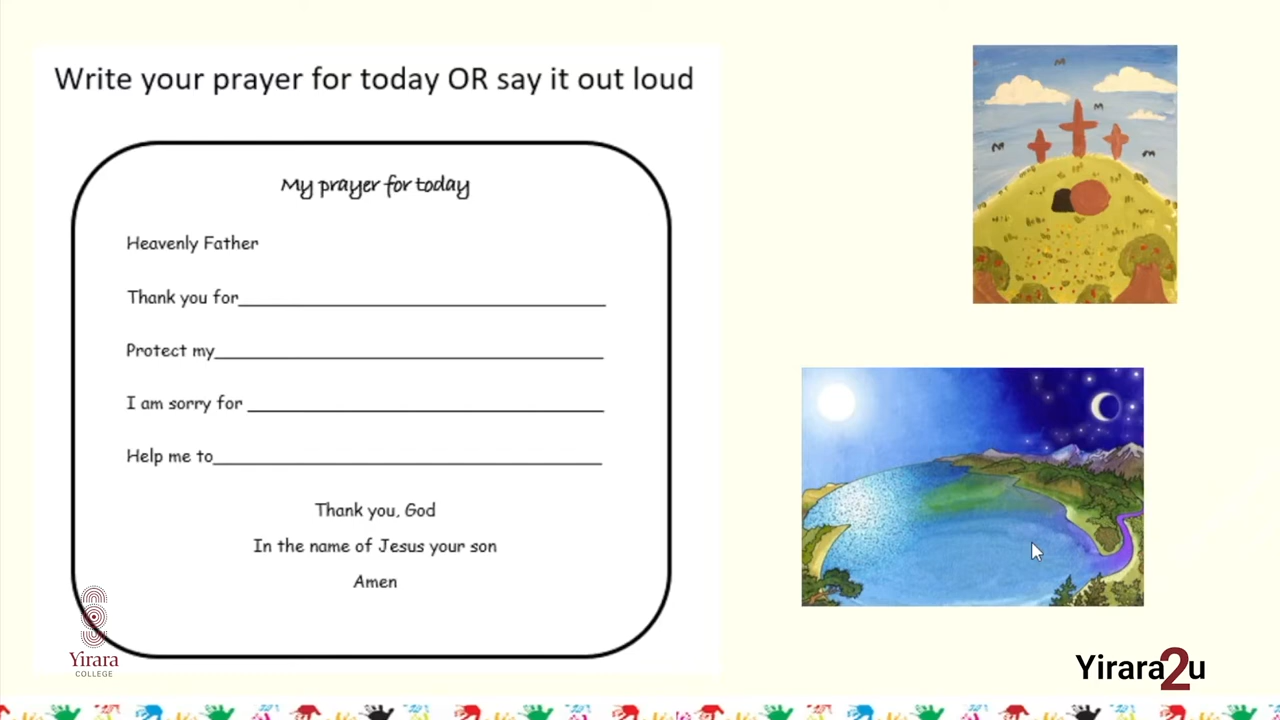 Write your prayer for today OR say it out loud
My prayer for today
Heavenly Father
Thank you for
Protect my
I am sorry for
Help me to
Thank you, God
In the name of Jesus your son
Amen
Yirara
COLLEGE
Yirara2u